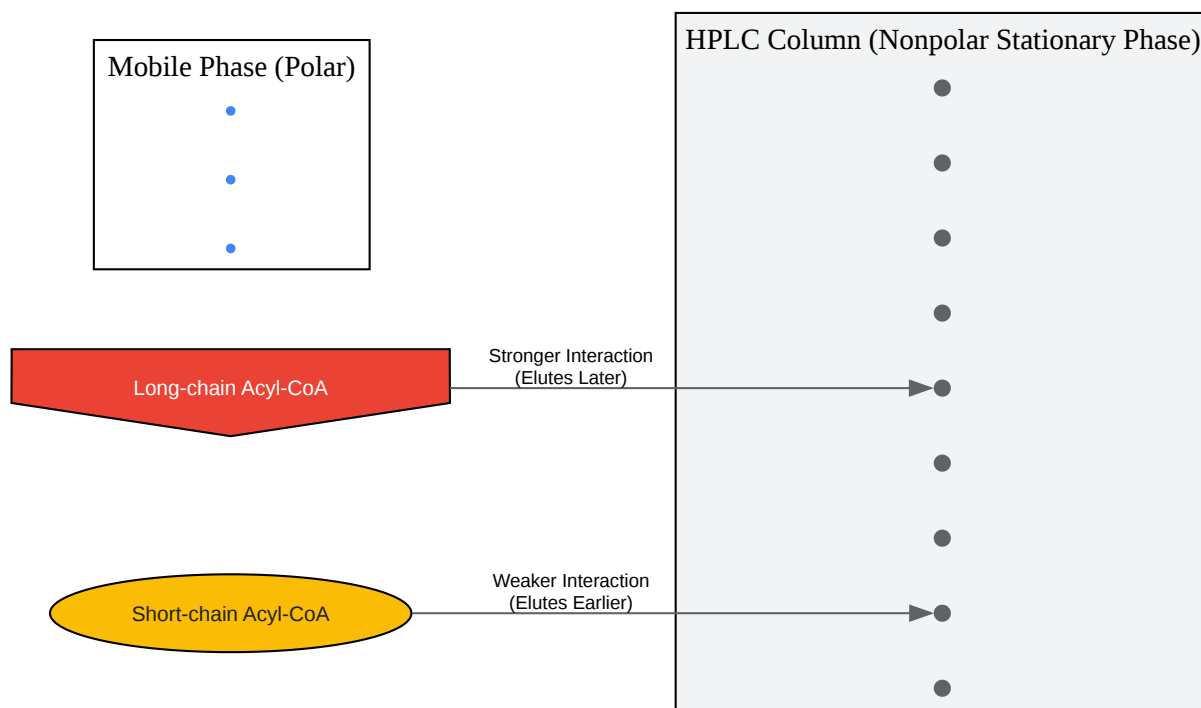 HPLC Column (Nonpolar Stationary Phase)
Mobile Phase (Polar)
Stronger Interaction
(Elutes Later)
Long-chain Acyl-CoA
Weaker Interaction
(Elutes Earlier)
Short-chain Acyl-CoA